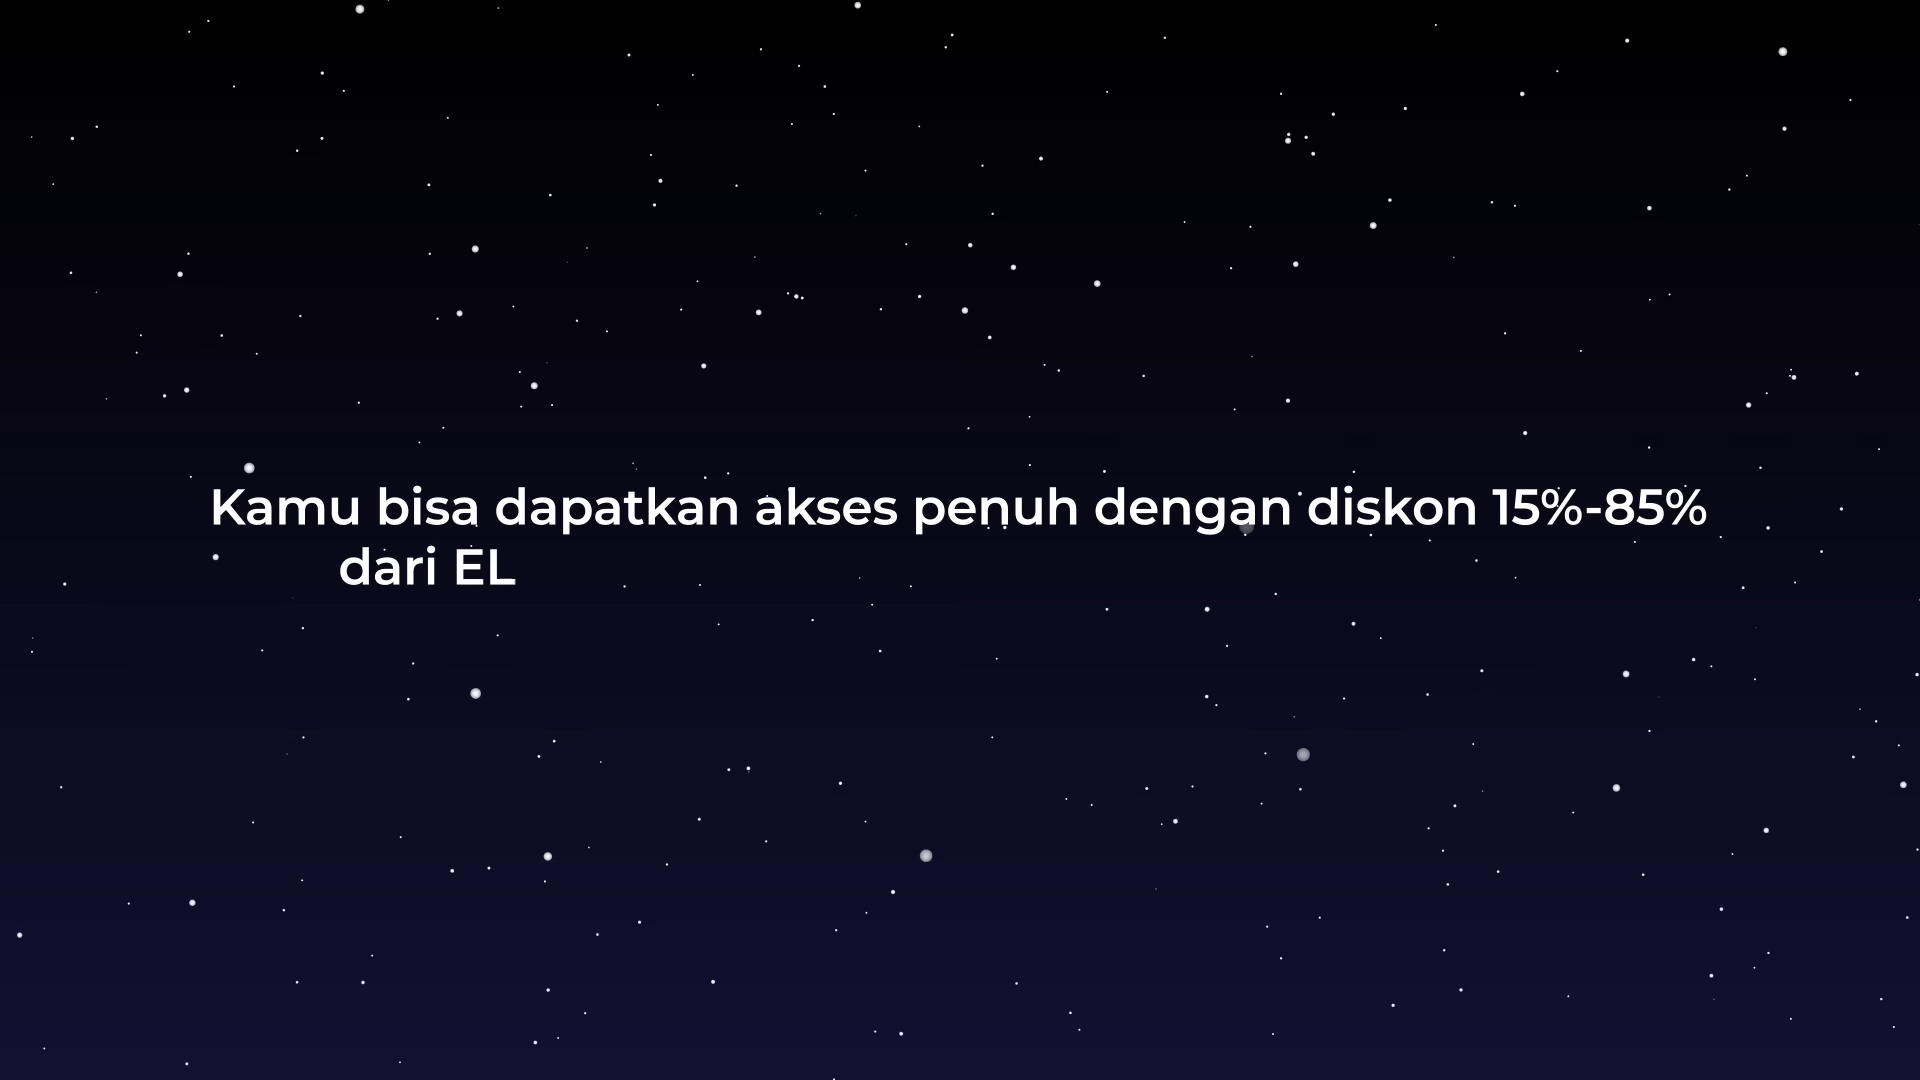 Kamu bisa dapatkan akses penuh dengan diskon 15%-85%
dari EL